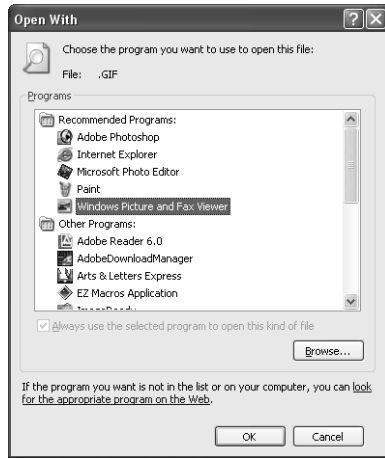 Open With
Choose the program you want to use to open this file:
File: .GIF
Programs
Recommended Programs:
Adobe Photoshop
Internet Explorer
Microsoft Photo Editor
Paint
Windows Picture and Fax Viewer
Other Programs:
Adobe Reader 6.0
AdobeDownloadManager
Arts & Letters Express
EZ Macros Application
ImageReady
Always use the selected program to open this kind of file
Browse...
If the program you want is not in the list or on your computer, you can look
for the appropriate program on the Web.
OK Cancel